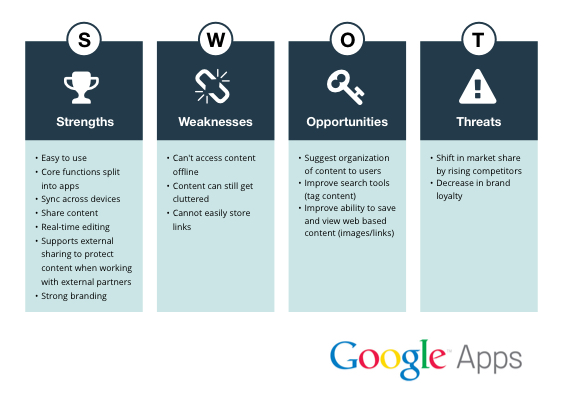 S
Strengths
• Easy to use
• Core functions split
into apps
• Sync across devices
• Share content
• Real-time editing
• Supports external
sharing to protect
content when working
with external partners
• Strong branding
W
Weaknesses
• Can't access content
offline
• Content can still get
cluttered
• Cannot easily store
links
O
Opportunities
• Suggest organization
of content to users
• Improve search tools
(tag content)
• Improve ability to save
and view web based
content (images/links)
T
Threats
• Shift in market share
by rising competitors
• Decrease in brand
loyalty
Google™ Apps